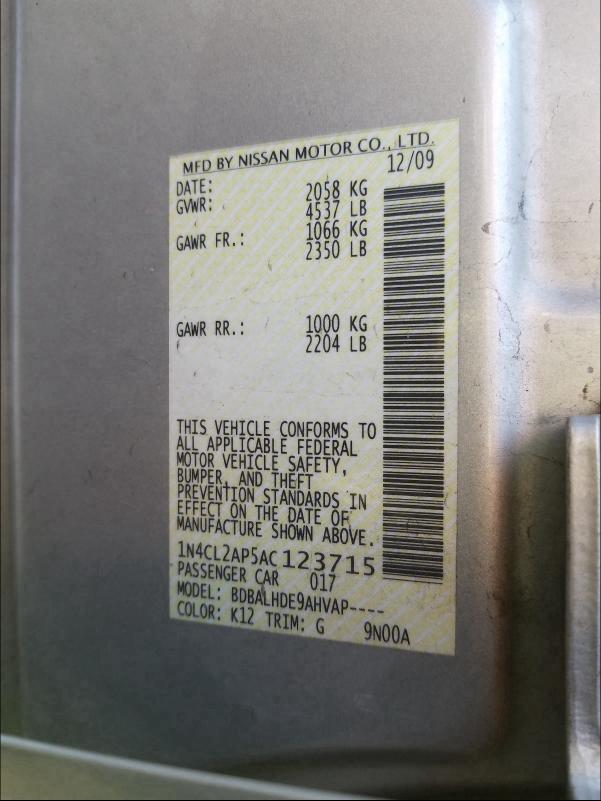 MFD BY NISSAN MOTOR CO., LTD.
DATE: 12/09
GVWR: 2058 KG
4537 LB
GAWR FR.: 1066 KG
2350 LB
GAWR RR.: 1000 KG
2204 LB
THIS VEHICLE CONFORMS TO
ALL APPLICABLE FEDERAL
MOTOR VEHICLE SAFETY,
BUMPER, AND THEFT
PREVENTION STANDARDS IN
EFFECT ON THE DATE OF
MANUFACTURE SHOWN ABOVE.
1N4CL2AP5AC123715
PASSENGER CAR 017
MODEL: BDBALHDE9AHVAP----
COLOR: K12 TRIM: G 9N00A